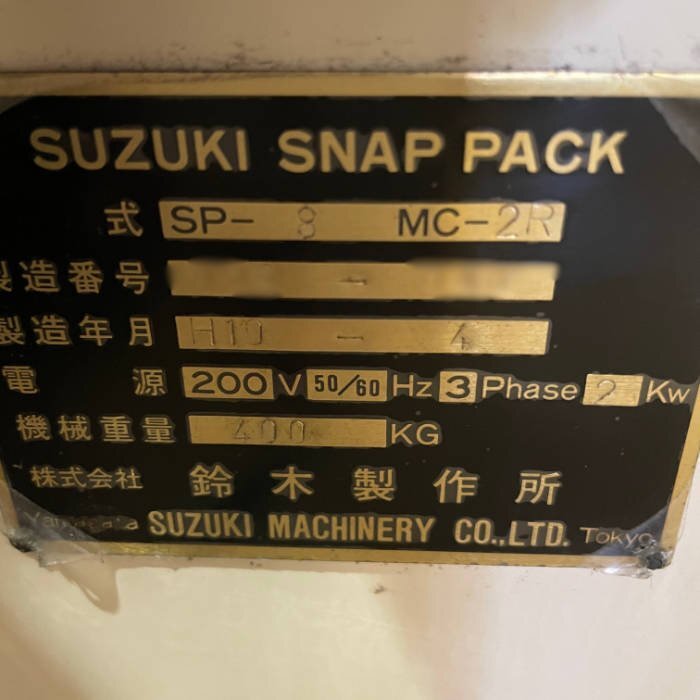 SUZUKI SNAP PACK
式 SP- 8 MC-2R
製造番号 -
製造年月 H10 - 4
電源 200 V 50/60 Hz 3 Phase 2 Kw
機械重量 400 KG
株式会社 鈴木製作所
SUZUKI MACHINERY CO.,LTD. Tokyo